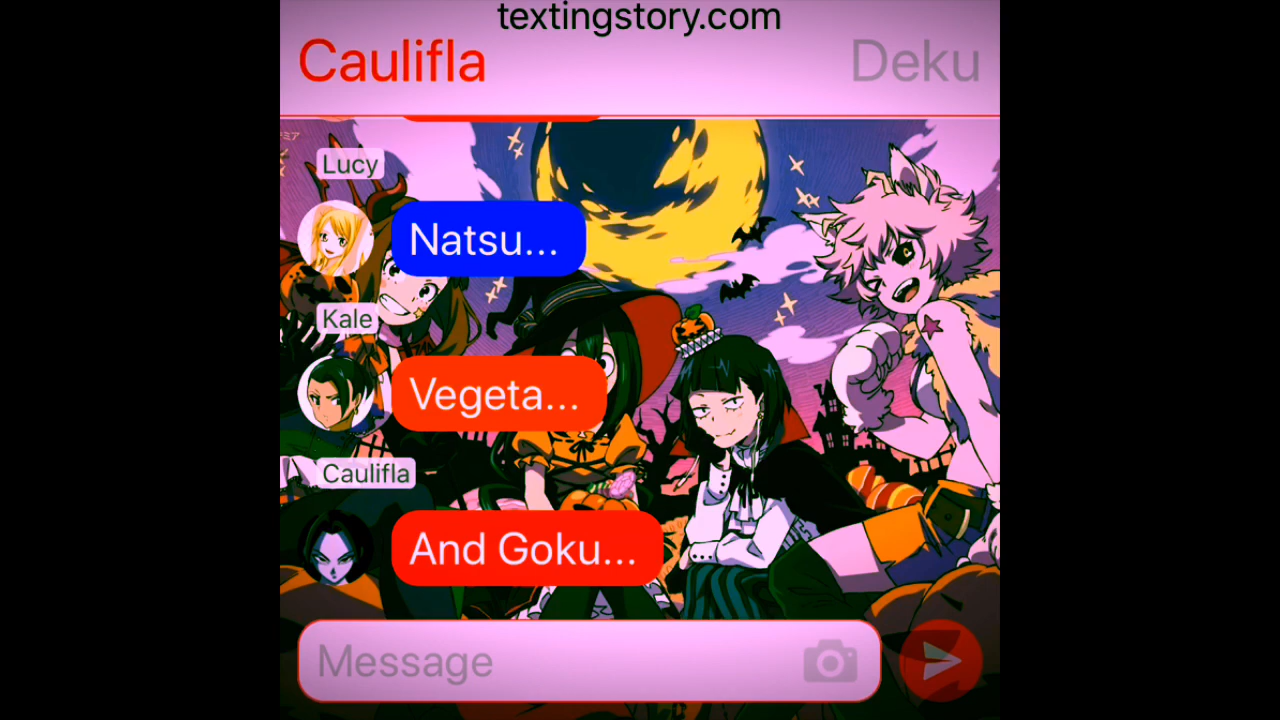 textingstory.com
Caulifla
Deku
Lucy
Natsu...
Kale
Vegeta...
Caulifla
And Goku...
Message